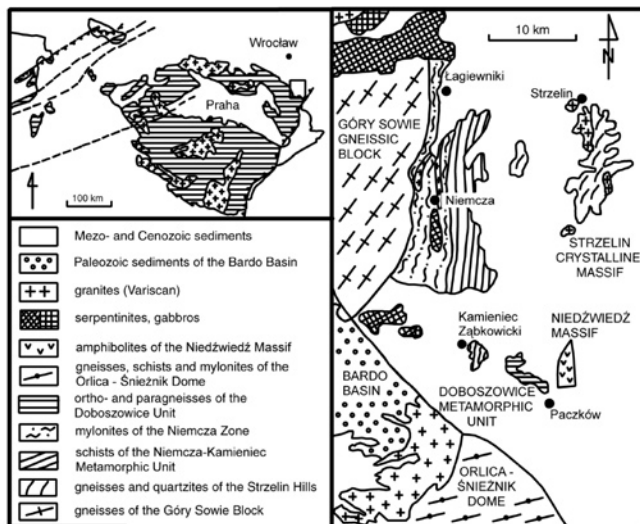 Wrocław
Praha
100 km
Mezo- and Cenozoic sediments
Paleozoic sediments of the Bardo Basin
granites (Variscan)
serpentinites, gabbros
amphibolites of the Niedźwiedź Massif
gneisses, schists and mylonites of the
Orlica - Śnieżnik Dome
ortho- and paragneisses of the
Doboszowice Unit
mylonites of the Niemcza Zone
schists of the Niemcza-Kamieniec
Metamorphic Unit
gneisses and quartzites of the Strzelin Hills
gneisses of the Góry Sowie Block
10 km
N
Łagiewniki
Strzelin
GÓRY SOWIE
GNEISSIC
BLOCK
Niemcza
STRZELIN
CRYSTALLINE
MASSIF
Kamieniec
Ząbkowicki
NIEDŹWIEDŹ
MASSIF
BARDO
BASIN
DOBOSZOWICE
METAMORPHIC
UNIT
Paczków
ORLICA -
ŚNIEŻNIK
DOME